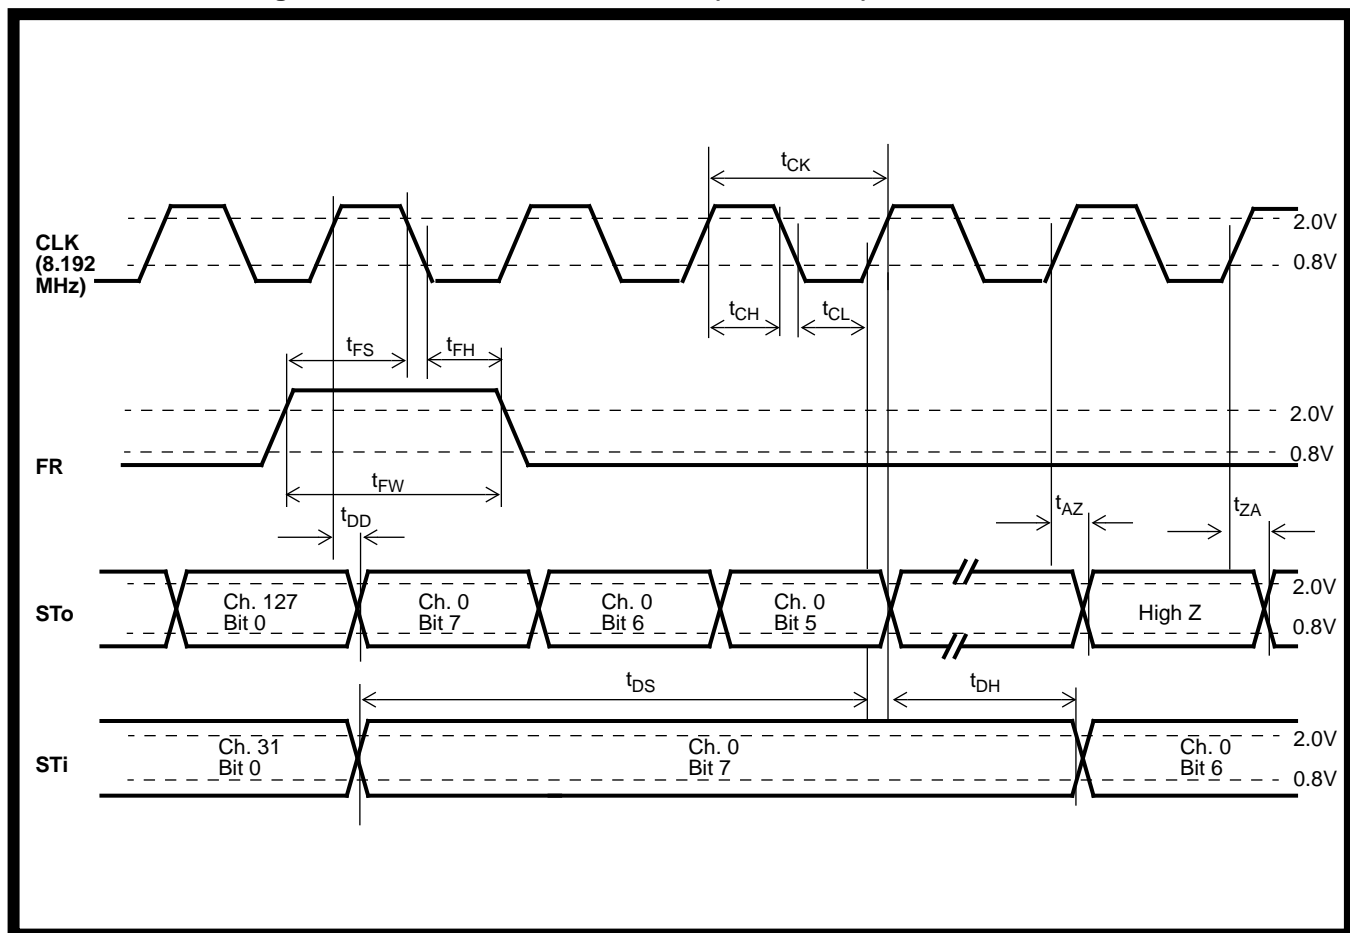 tCK
CLK
(8.192
MHz)
2.0V
0.8V
tCH
tCL
tFS
tFH
2.0V
0.8V
FR
tFW
tDD
tAZ
tZA
STo
Ch. 127
Bit 0
Ch. 0
Bit 7
Ch. 0
Bit 6
Ch. 0
Bit 5
High Z
2.0V
0.8V
tDS
tDH
STi
Ch. 31
Bit 0
Ch. 0
Bit 7
Ch. 0
Bit 6
2.0V
0.8V